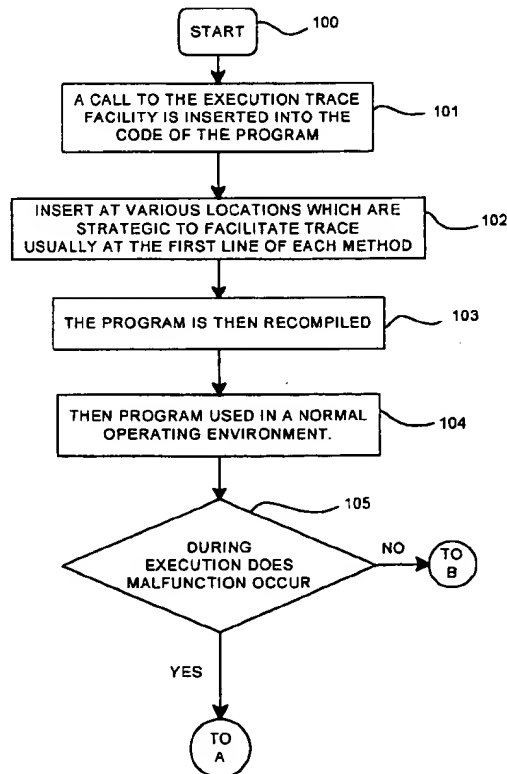 START
100
A CALL TO THE EXECUTION TRACE
FACILITY IS INSERTED INTO THE
CODE OF THE PROGRAM
101
INSERT AT VARIOUS LOCATIONS WHICH ARE
STRATEGIC TO FACILITATE TRACE
USUALLY AT THE FIRST LINE OF EACH METHOD
102
THE PROGRAM IS THEN RECOMPILED
103
THEN PROGRAM USED IN A NORMAL
OPERATING ENVIRONMENT.
104
105
DURING
EXECUTION DOES
MALFUNCTION OCCUR
NO
TO
B
YES
TO
A